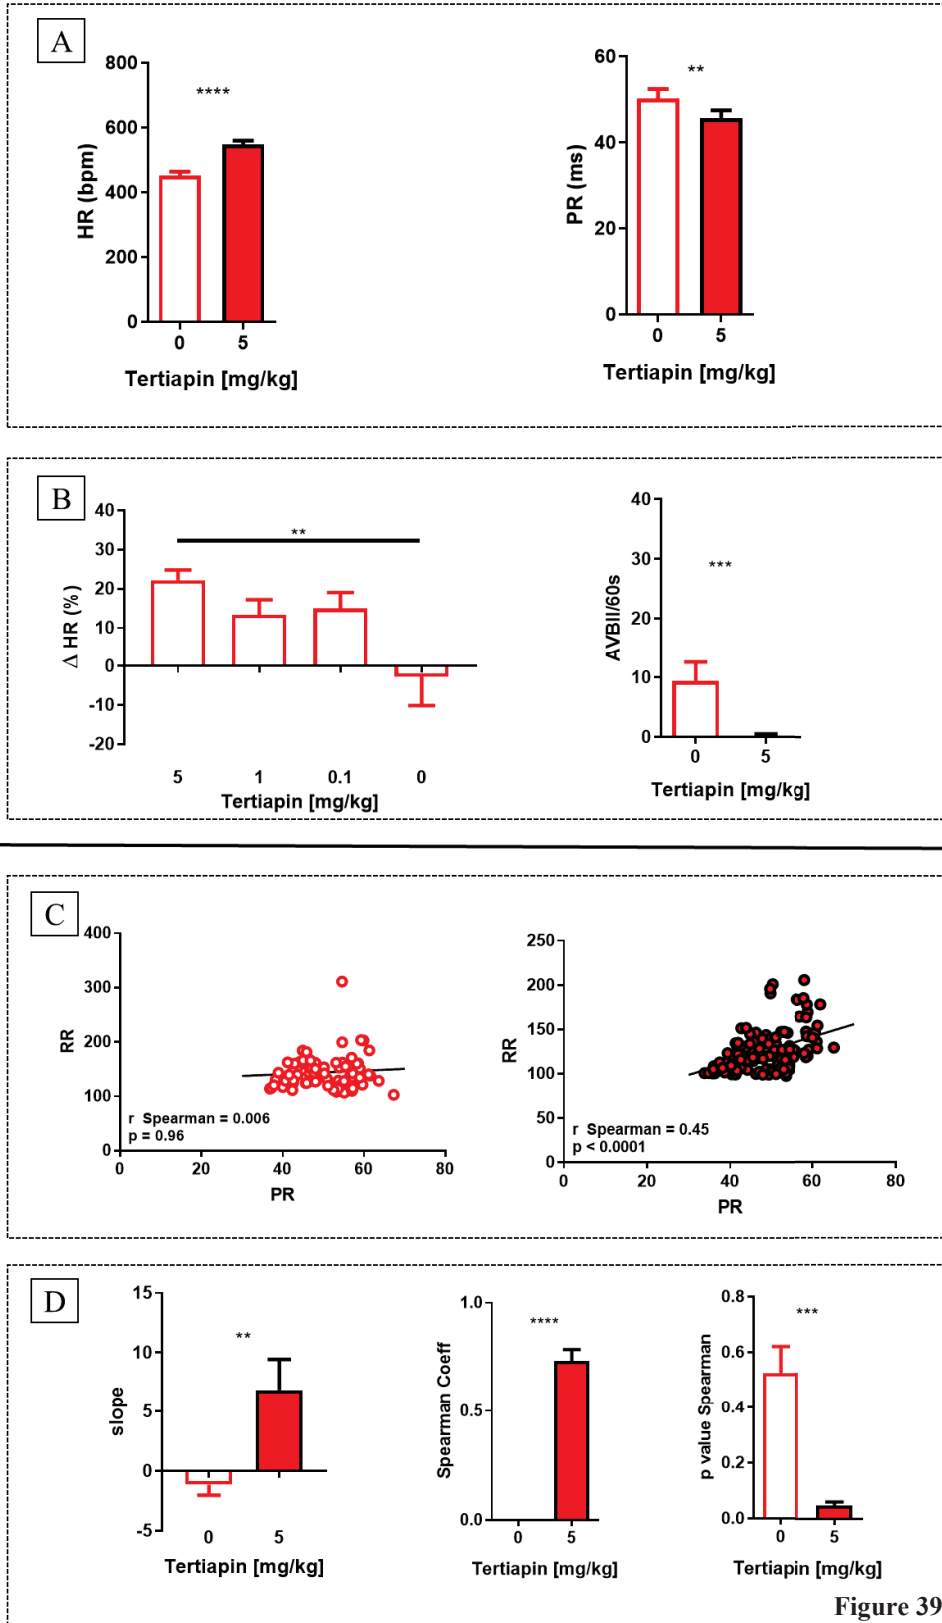 A
HR (bpm)
800
600
400
200
0
****
0 5
Tertiapin [mg/kg]
PR (ms)
60
40
20
0
**
0 5
Tertiapin [mg/kg]
B
Δ HR (%)
40
30
20
10
0
-10
-20
**
5 1 0.1 0
Tertiapin [mg/kg]
AVBII/60s
40
30
20
10
0
***
0 5
Tertiapin [mg/kg]
C
RR
400
300
200
100
0
r Spearman = 0.006
p = 0.96
0 20 40 60 80
PR
RR
250
200
150
100
50
0
r Spearman = 0.45
p < 0.0001
0 20 40 60 80
PR
D
slope
15
10
5
0
-5
**
0 5
Tertiapin [mg/kg]
Spearman Coeff
1.0
0.5
0.0
****
0 5
Tertiapin [mg/kg]
p value Spearman
0.8
0.6
0.4
0.2
0.0
***
0 5
Tertiapin [mg/kg]
Figure 39